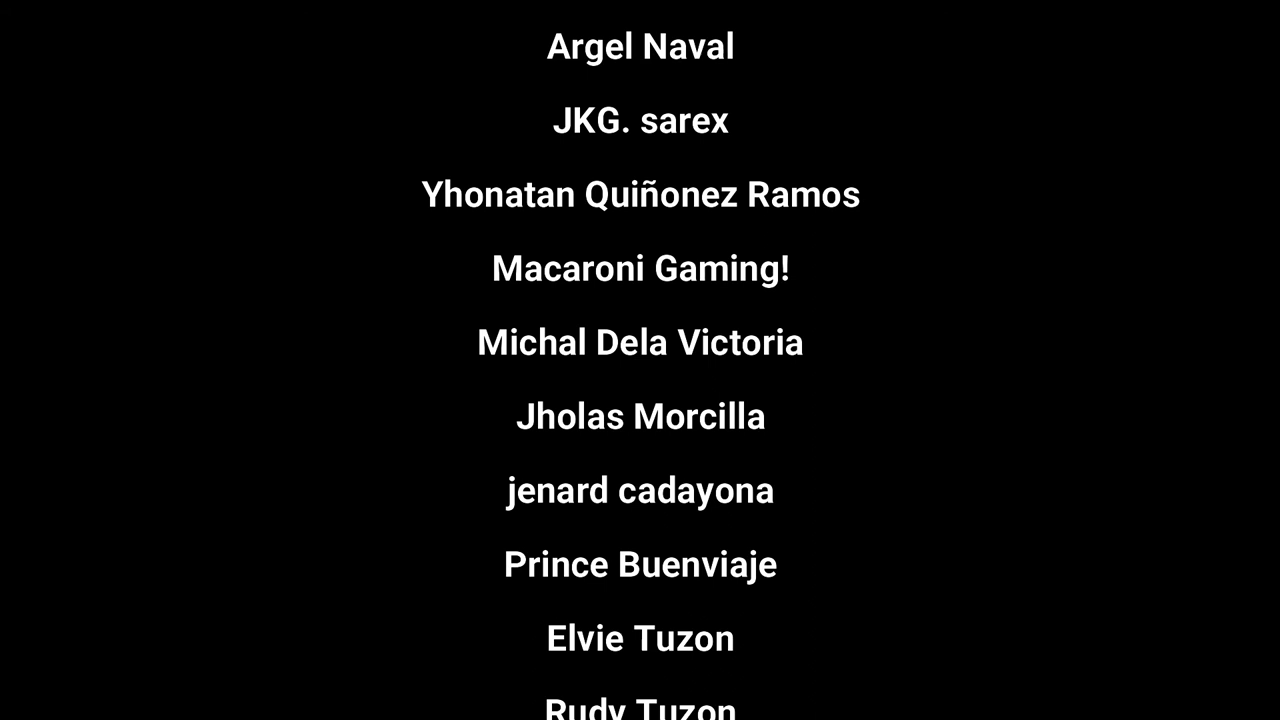 Argel Naval
JKG. sarex
Yhonatan Quiñonez Ramos
Macaroni Gaming!
Michal Dela Victoria
Jholas Morcilla
jenard cadayona
Prince Buenviaje
Elvie Tuzon
Rudy Tuzon